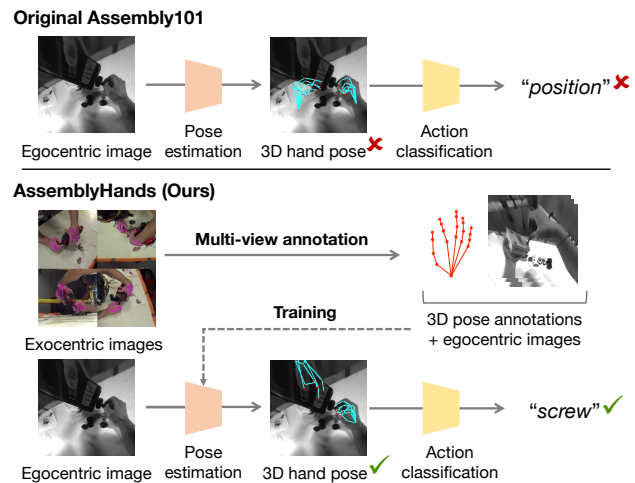 Original Assembly101
Egocentric image
Pose
estimation
3D hand pose
Action
classification
“position”
AssemblyHands (Ours)
Multi-view annotation
Training
Exocentric images
3D pose annotations
+ egocentric images
Egocentric image
Pose
estimation
3D hand pose
Action
classification
“screw”